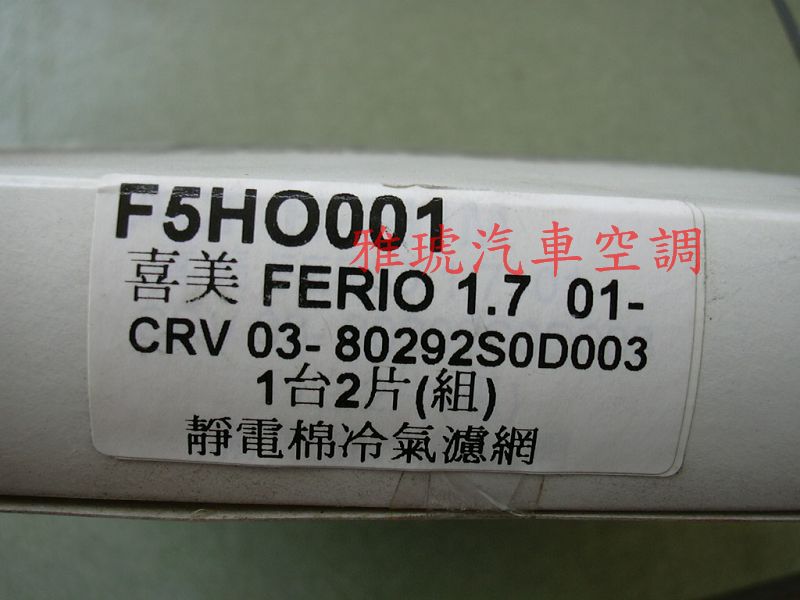 F5HO001
雅琥汽車空調
喜美 FERIO 1.7 01-
CRV 03- 80292S0D003
1台2片(組)
靜電棉冷氣濾網